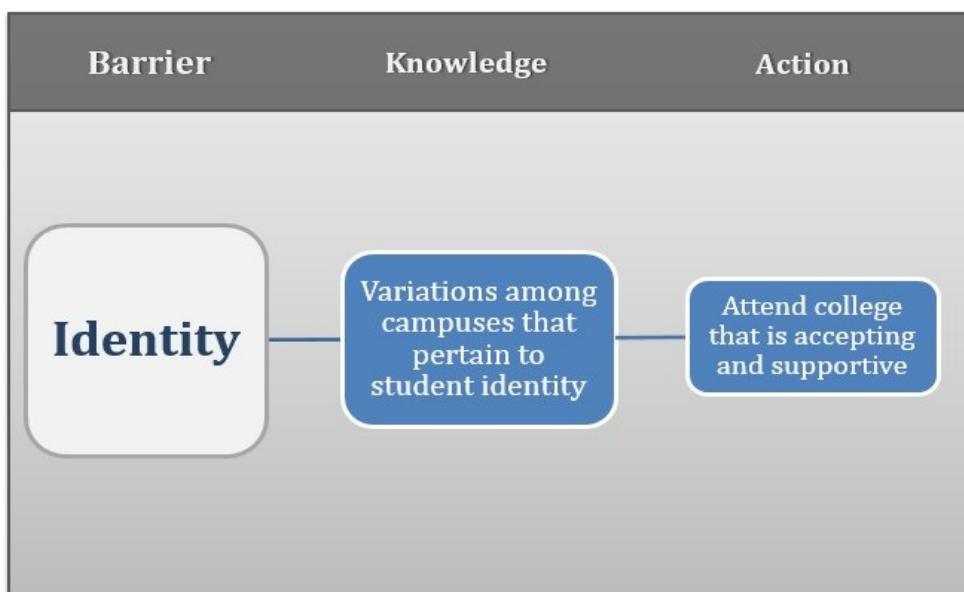 Barrier Knowledge Action
Identity
Variations among
campuses that
pertain to
student identity
Attend college
that is accepting
and supportive